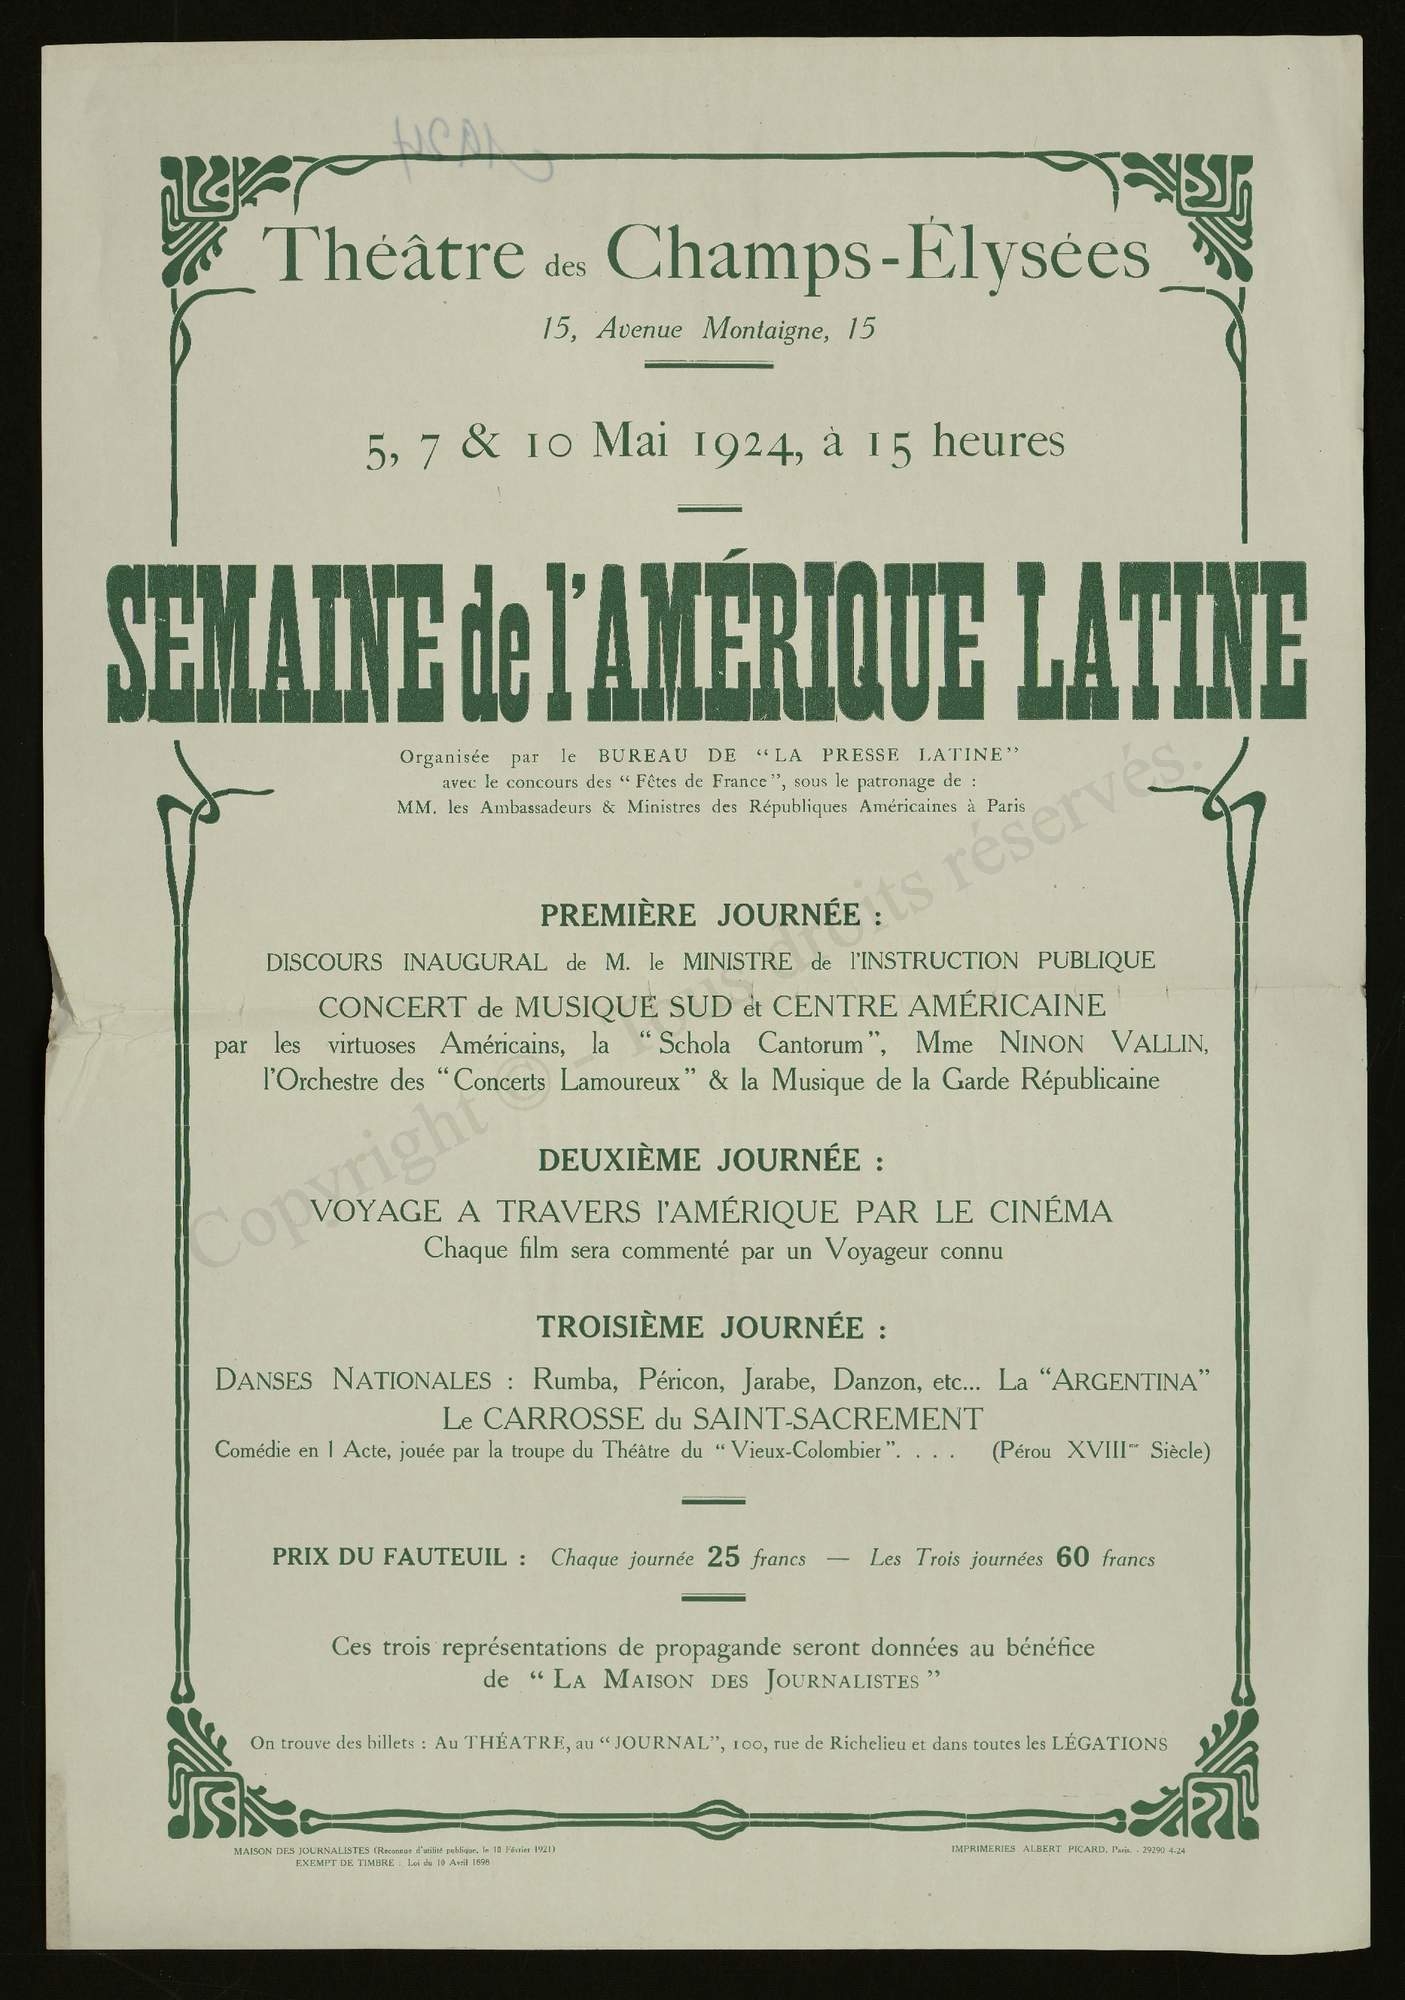 1924
Théâtre des Champs-Élysées
15, Avenue Montaigne, 15
5, 7 & 10 Mai 1924, à 15 heures
SEMAINE de l'AMÉRIQUE LATINE
Organisée par le BUREAU DE “LA PRESSE LATINE”
avec le concours des “Fêtes de France”, sous le patronage de :
MM. les Ambassadeurs & Ministres des Républiques Américaines à Paris
PREMIÈRE JOURNÉE :
DISCOURS INAUGURAL de M. le MINISTRE de l'INSTRUCTION PUBLIQUE
CONCERT de MUSIQUE SUD et CENTRE AMÉRICAINE
par les virtuoses Américains, la “Schola Cantorum”, Mme NINON VALLIN,
l'Orchestre des “Concerts Lamoureux” & la Musique de la Garde Républicaine
DEUXIÈME JOURNÉE :
VOYAGE A TRAVERS l'AMÉRIQUE PAR LE CINÉMA
Chaque film sera commenté par un Voyageur connu
TROISIÈME JOURNÉE :
DANSES NATIONALES : Rumba, Péricon, Jarabe, Danzon, etc... La “ARGENTINA”
Le CARROSSE du SAINT-SACREMENT
Comédie en 1 Acte, jouée par la troupe du Théâtre du “Vieux-Colombier”. . . . (Pérou XVIIIme Siècle)
PRIX DU FAUTEUIL : Chaque journée 25 francs — Les Trois journées 60 francs
Ces trois représentations de propagande seront données au bénéfice
de “LA MAISON DES JOURNALISTES”
On trouve des billets : Au THÉATRE, au “JOURNAL”, 100, rue de Richelieu et dans toutes les LÉGATIONS
MAISON DES JOURNALISTES (Reconnue d'utilité publique, le 18 Février 1921)
EXEMPT DE TIMBRE : Loi du 10 Avril 1898
IMPRIMERIES ALBERT PICARD, Paris. - 29290 4-24
Copyright © - Tous droits réservés.